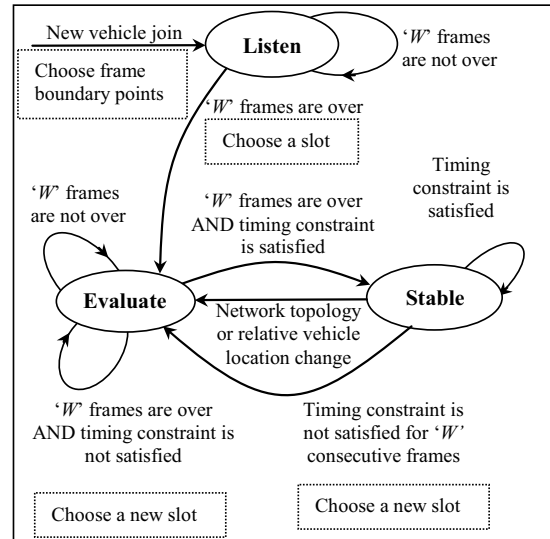 New vehicle join
Choose frame
boundary points
Listen
‘W’ frames
are not over
‘W’ frames are over
Choose a slot
‘W’ frames
are not over
‘W’ frames are over
AND timing constraint
is satisfied
Timing
constraint is
satisfied
Evaluate
Stable
Network topology
or relative vehicle
location change
‘W’ frames are over
AND timing constraint is
not satisfied
Timing constraint is
not satisfied for ‘W’
consecutive frames
Choose a new slot
Choose a new slot